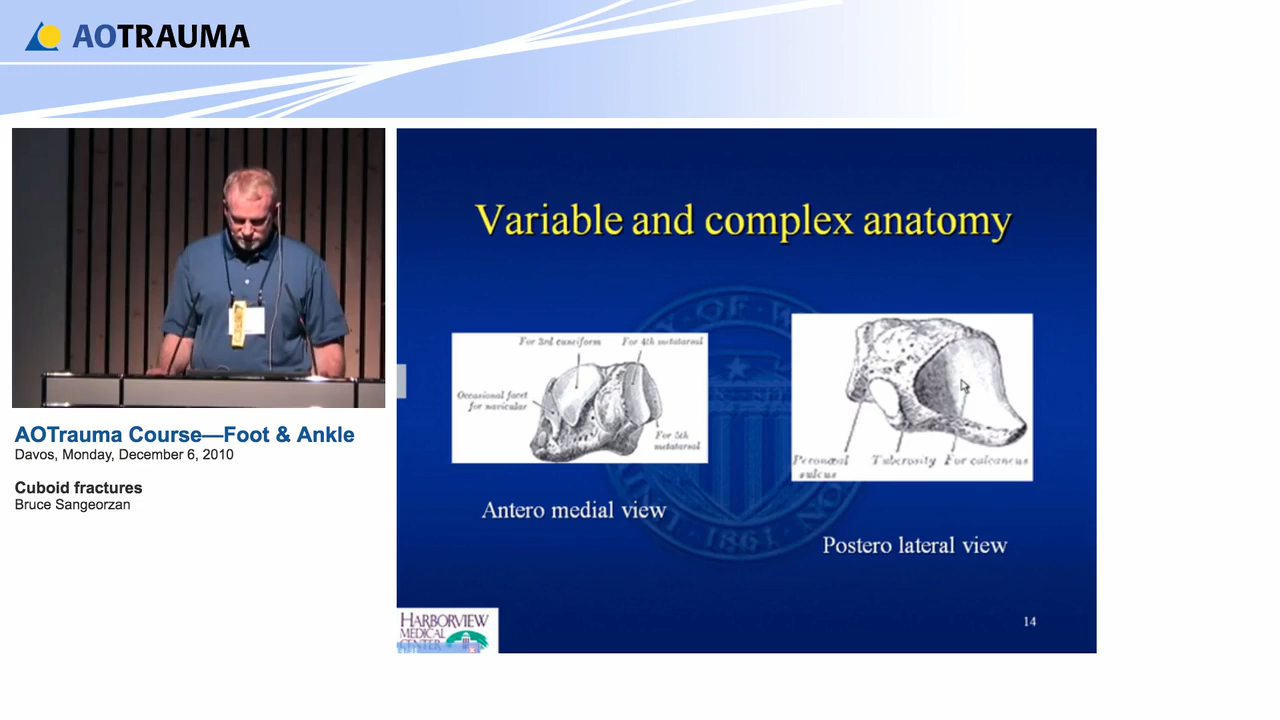 AOTRAUMA
AOTrauma Course—Foot & Ankle
Davos, Monday, December 6, 2010
Cuboid fractures
Bruce Sangeorzan
Variable and complex anatomy
For 3rd cuneiform
For 4th metatarsal
Occasional facet
for navicular
For 5th
metatarsal
Antero medial view
Peroneal
sulcus
Tuberosity
For calcaneus
Postero lateral view
1861
HARBORVIEW
MEDICAL
CENTER
14